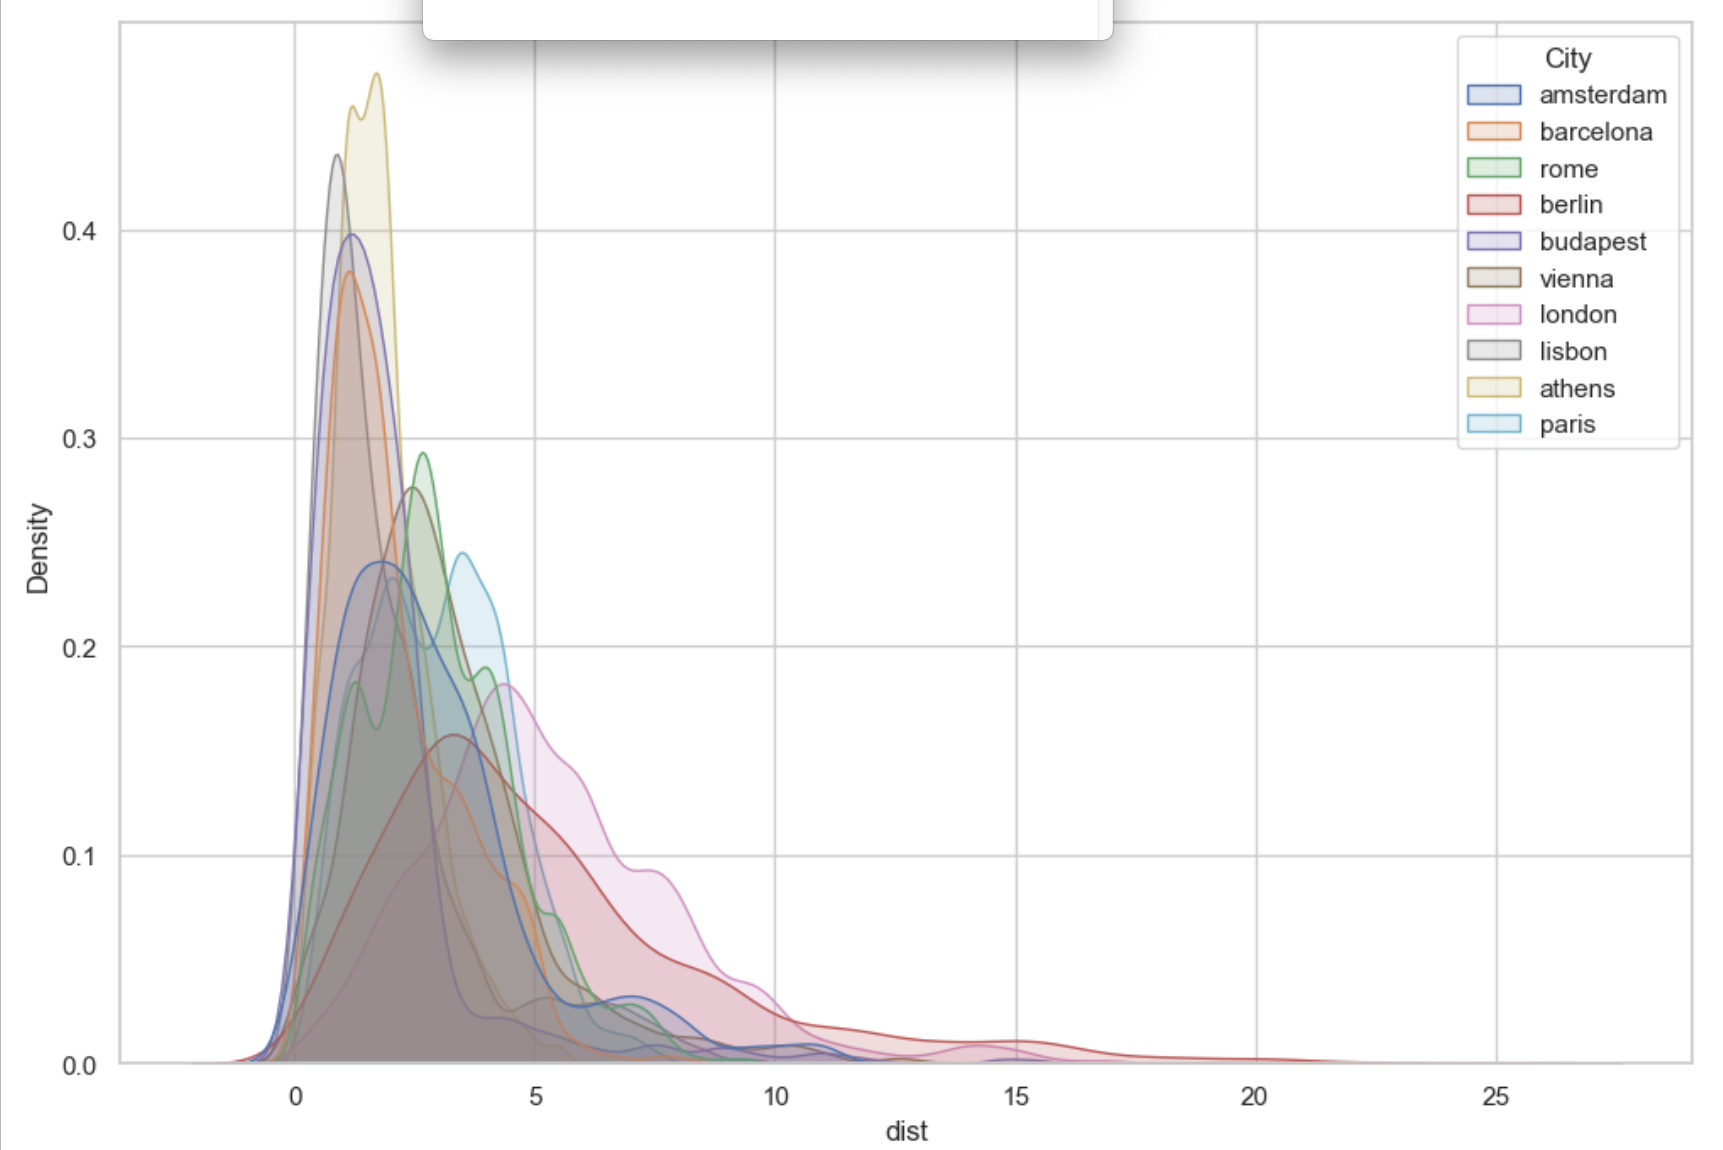 City
amsterdam
barcelona
rome
berlin
budapest
vienna
london
lisbon
athens
paris
Density
0.4
0.3
0.2
0.1
0.0
0 5 10 15 20 25
dist